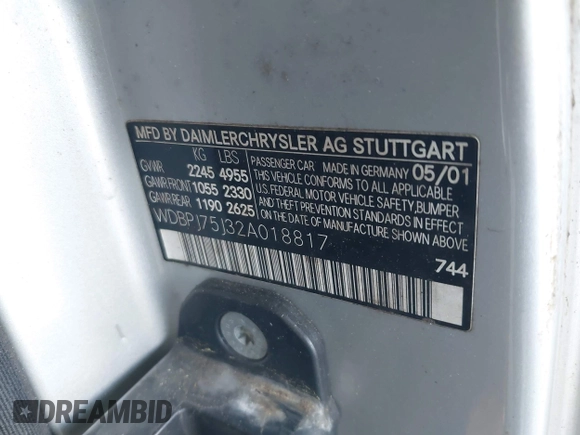 MFD BY DAIMLERCHRYSLER AG STUTTGART
KG LBS
GVWR 2245 4955
GAWR FRONT 1055 2330
GAWR REAR 1190 2625
PASSENGER CAR MADE IN GERMANY 05/01
THIS VEHICLE CONFORMS TO ALL APPLICABLE
U.S. FEDERAL MOTOR VEHICLE SAFETY, BUMPER
AND THEFT PREVENTION STANDARDS IN EFFECT
ON THE DATE OF MANUFACTURE SHOWN ABOVE
WDBPJ75J32A018817
744
DREAMBID